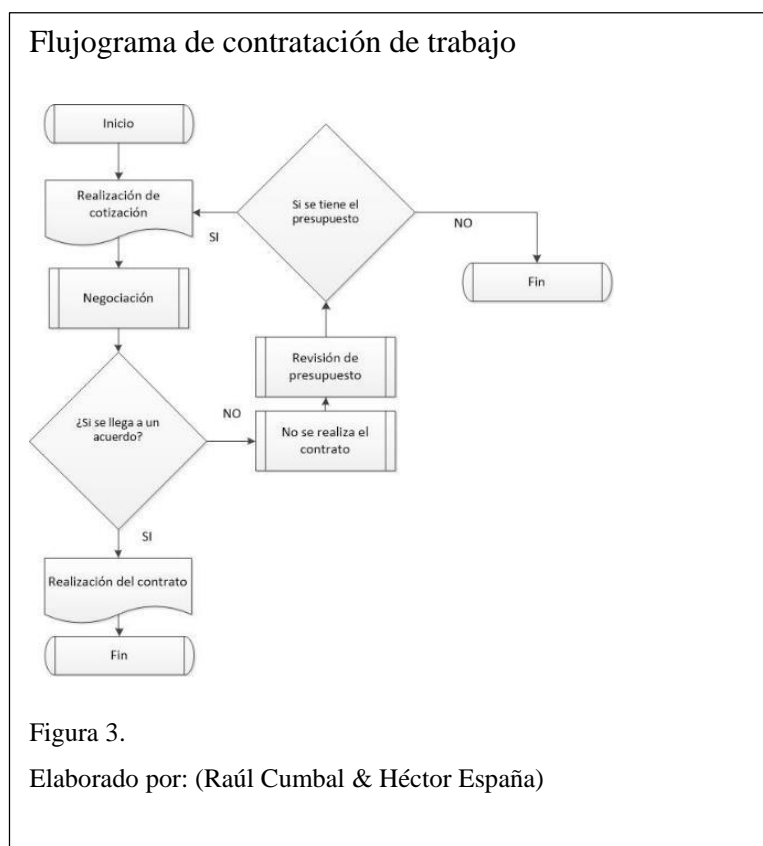 Flujograma de contratación de trabajo
Inicio
Realización de
cotización
SI
Si se tiene el
presupuesto
NO
Fin
Negociación
Revisión de
presupuesto
¿Si se llega a un
acuerdo?
NO
No se realiza el
contrato
SI
Realización del contrato
Fin
Figura 3.
Elaborado por: (Raúl Cumbal & Héctor España)